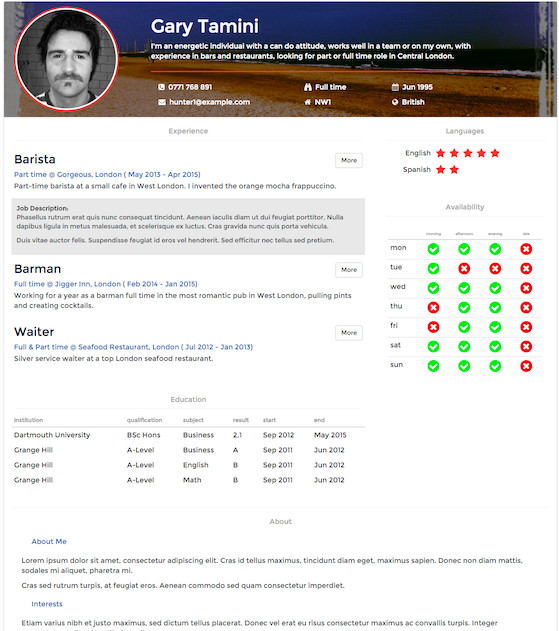 Gary Tamini
I'm an energetic individual with a can do attitude, works well in a team or on my own, with
experience in bars and restaurants, looking for part or full time role in Central London.
0771 768 891
Full time
Jun 1995
hunter1@example.com
NW1
British
Experience
Barista
More
Part time @ Gorgeous, London ( May 2013 - Apr 2015)
Part-time barista at a small cafe in West London. I invented the orange mocha frappuccino.
Job Description:
Phasellus rutrum erat quis nunc consequat tincidunt. Aenean iaculis diam ut dui feugiat porttitor. Nulla
dapibus ligula in metus malesuada, et scelerisque ex luctus. Cras gravida nunc quis porta vehicula.
Duis vitae auctor felis. Suspendisse feugiat id eros vel hendrerit. Sed efficitur nec tellus sed pretium.
Barman
More
Full time @ Jigger Inn, London ( Feb 2014 - Jan 2015)
Working for a year as a barman full time in the most romantic pub in West London, pulling pints
and creating cocktails.
Waiter
More
Full & Part time @ Seafood Restaurant, London ( Jul 2012 - Jan 2013)
Silver service waiter at a top London seafood restaurant.
Languages
English
Spanish
Availability
morning afternoon evening late
mon
tue
wed
thu
fri
sat
sun
Education
institution qualification subject result start end
Dartmouth University BSc Hons Business 2.1 Sep 2012 May 2015
Grange Hill A-Level Business A Sep 2011 Jun 2012
Grange Hill A-Level English B Sep 2011 Jun 2012
Grange Hill A-Level Math B Sep 2011 Jun 2012
About
About Me
Lorem ipsum dolor sit amet, consectetur adipiscing elit. Cras id tellus maximus, tincidunt diam eget, maximus sapien. Donec non diam mattis,
sodales mi aliquet, pharetra mi.
Cras sed rutrum turpis, at feugiat eros. Aenean commodo sed quam consectetur imperdiet.
Interests
Etiam varius nibh et justo maximus, sed dictum tellus placerat. Donec vel erat eu risus consectetur maximus ac convallis turpis. Integer